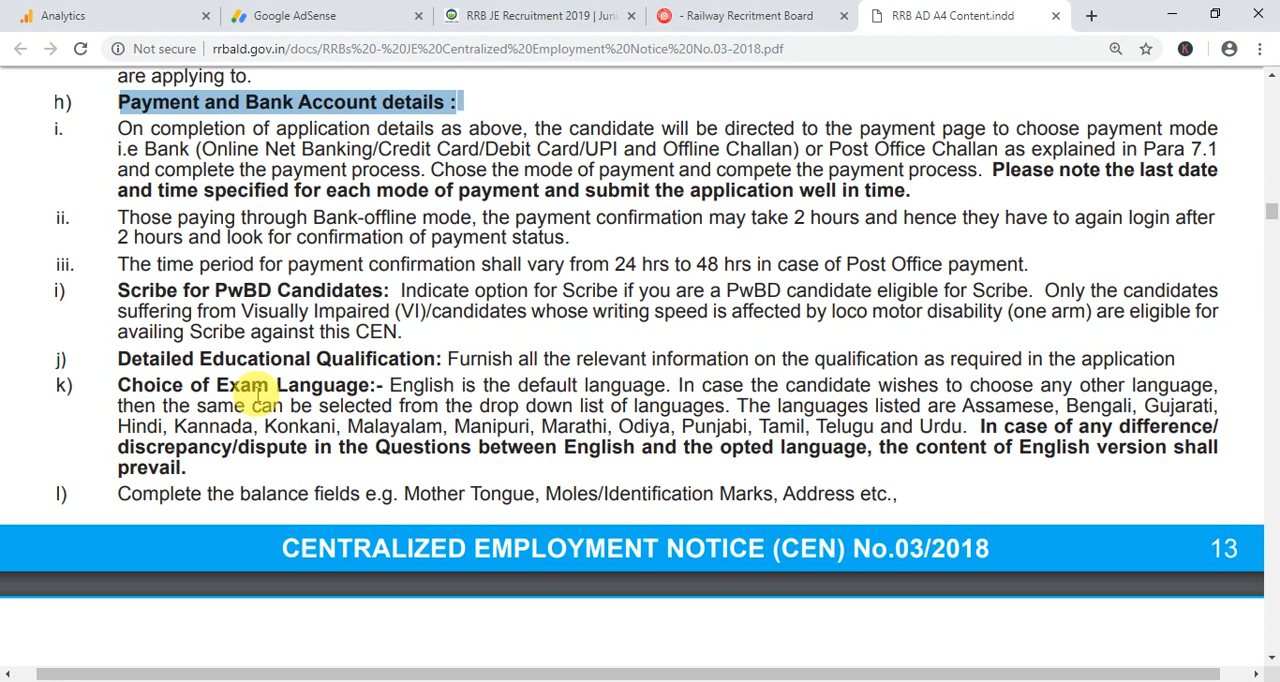 Analytics
Google AdSense
RRB JE Recruitment 2019 | Juni
- Railway Recritment Board
RRB AD A4 Content.indd
Not secure
rrbald.gov.in/docs/RRBs%20-%20JE%20Centralized%20Employment%20Notice%20No.03-2018.pdf
K
are applying to.
h) Payment and Bank Account details :
i. On completion of application details as above, the candidate will be directed to the payment page to choose payment mode
i.e Bank (Online Net Banking/Credit Card/Debit Card/UPI and Offline Challan) or Post Office Challan as explained in Para 7.1
and complete the payment process. Chose the mode of payment and compete the payment process. Please note the last date
and time specified for each mode of payment and submit the application well in time.
ii. Those paying through Bank-offline mode, the payment confirmation may take 2 hours and hence they have to again login after
2 hours and look for confirmation of payment status.
iii. The time period for payment confirmation shall vary from 24 hrs to 48 hrs in case of Post Office payment.
i) Scribe for PwBD Candidates: Indicate option for Scribe if you are a PwBD candidate eligible for Scribe. Only the candidates
suffering from Visually Impaired (VI)/candidates whose writing speed is affected by loco motor disability (one arm) are eligible for
availing Scribe against this CEN.
j) Detailed Educational Qualification: Furnish all the relevant information on the qualification as required in the application
k) Choice of Exam Language:- English is the default language. In case the candidate wishes to choose any other language,
then the same can be selected from the drop down list of languages. The languages listed are Assamese, Bengali, Gujarati,
Hindi, Kannada, Konkani, Malayalam, Manipuri, Marathi, Odiya, Punjabi, Tamil, Telugu and Urdu. In case of any difference/
discrepancy/dispute in the Questions between English and the opted language, the content of English version shall
prevail.
l) Complete the balance fields e.g. Mother Tongue, Moles/Identification Marks, Address etc.,
CENTRALIZED EMPLOYMENT NOTICE (CEN) No.03/2018 13